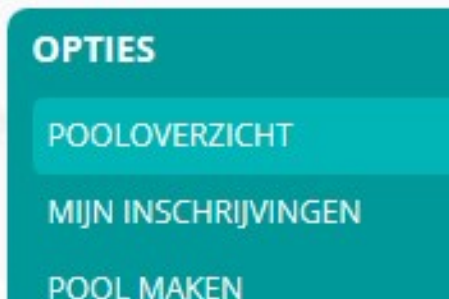 OPTIES
POOLOVERZICHT
MIJN INSCHRIJVINGEN
POOL MAKEN